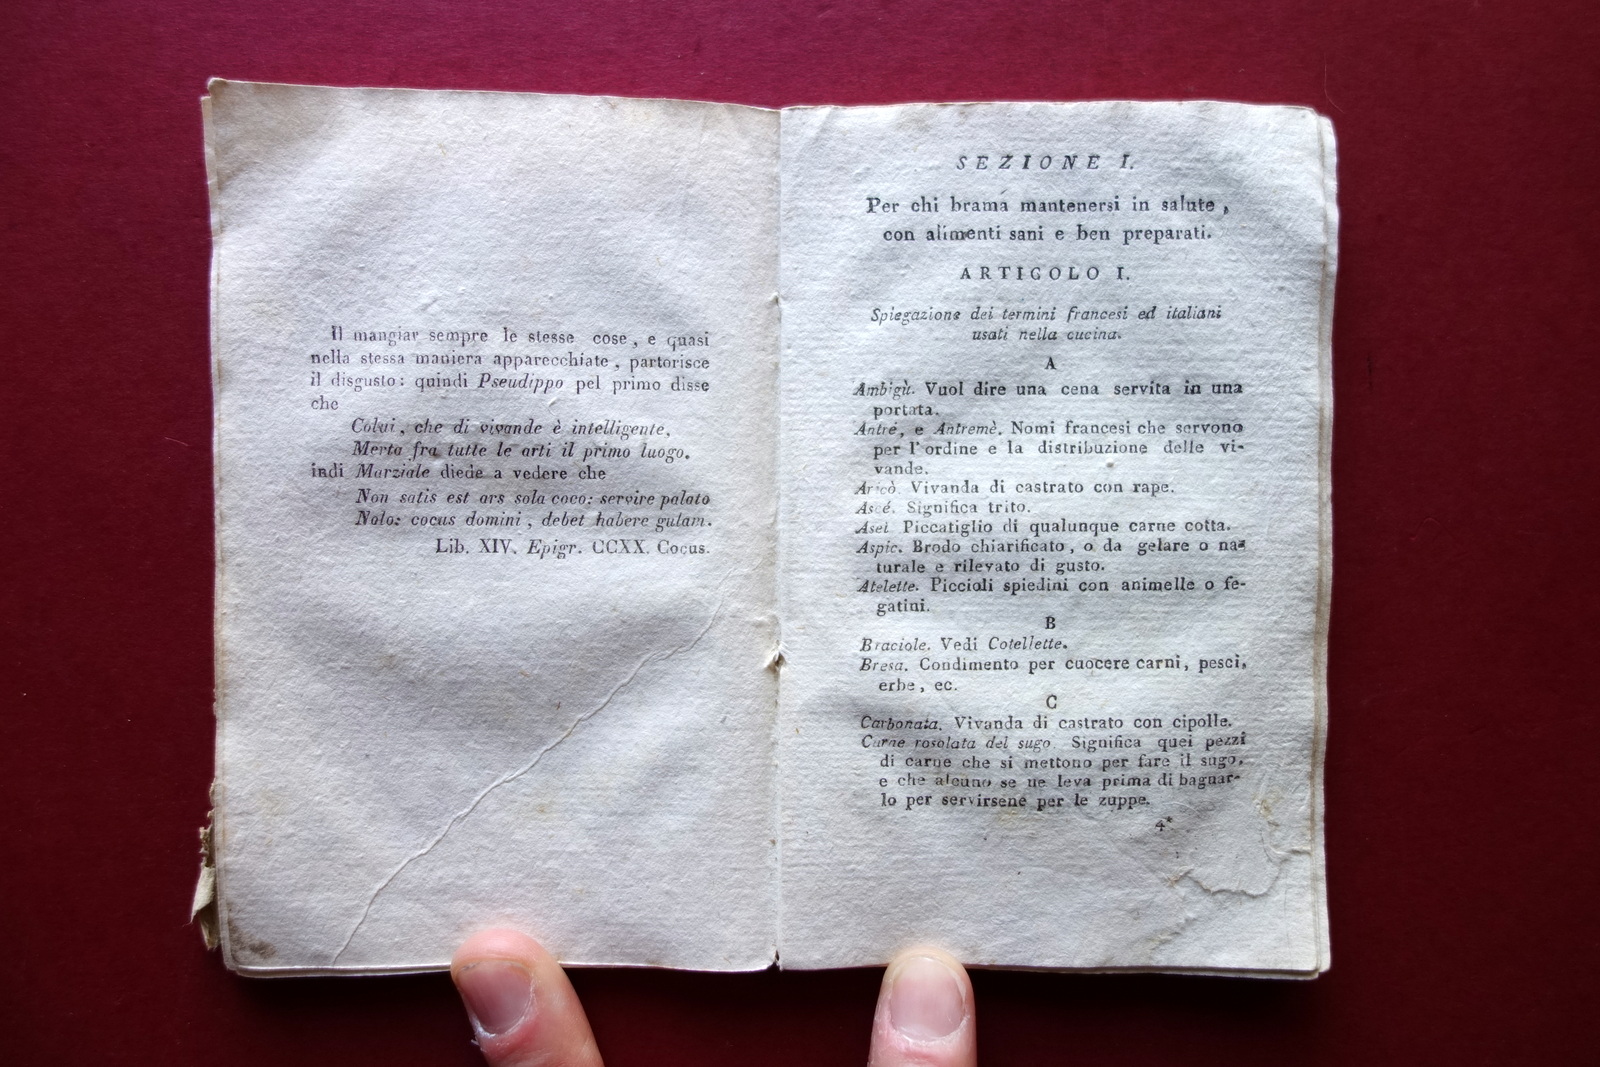 Il mangiar sempre le stesse cose, e quasi
nella stessa maniera apparecchiate, partorisce
il disgusto: quindi Pseudippo pel primo disse
che
Colui, che di vivande è intelligente,
Merta fra tutte le arti il primo luogo.
indi Marziale diede a vedere che
Non satis est ars sola coco: servire palato
Nolo: cocus domini, debet habere gulam.
Lib. XIV. Epigr. CCXX. Cocus.
SEZIONE I.
Per chi brama mantenersi in salute,
con alimenti sani e ben preparati.
ARTIGOLO I.
Spiegazione dei termini francesi ed italiani
usati nella cucina.
A
Ambigù. Vuol dire una cena servita in una
portata.
Antré, e Antremè. Nomi francesi che servono
per l'ordine e la distribuzione delle vi-
vande.
Aricò. Vivanda di castrato con rape.
Ascé. Significa trito.
Asei. Piccatiglio di qualunque carne cotta.
Aspic. Brodo chiarificato, o da gelare o na-
turale e rilevato di gusto.
Atelette. Piccioli spiedini con animelle o fe-
gatini.
B
Braciole. Vedi Cotellette.
Bresa. Condimento per cuocere carni, pesci,
erbe, ec.
C
Carbonata. Vivanda di castrato con cipolle.
Carne rosolata del sugo. Significa quei pezzi
di carne che si mettono per fare il sugo,
e che alcuno se ne leva prima di bagnar-
lo per servirsene per le zuppe.
4*